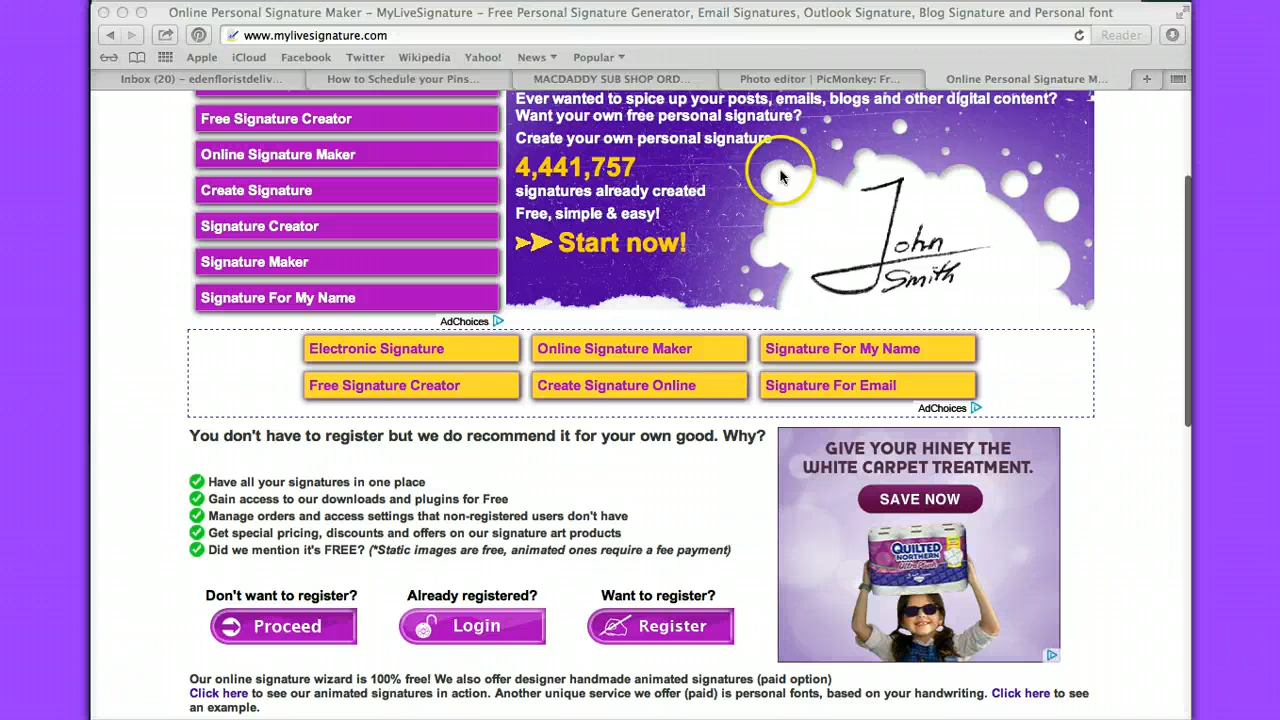 Online Personal Signature Maker – MyLiveSignature – Free Personal Signature Generator, Email Signatures, Outlook Signature, Blog Signature and Personal font
www.mylivesignature.com
Reader
Apple iCloud Facebook Twitter Wikipedia Yahoo! News Popular
Inbox (20) - edenfloristdeliv... How to Schedule your Pins... MACDADDY SUB SHOP ORD... Photo editor | PicMonkey: Fr... Online Personal Signature M... +
Free Signature Creator
Online Signature Maker
Create Signature
Signature Creator
Signature Maker
Signature For My Name
AdChoices
Ever wanted to spice up your posts, emails, blogs and other digital content?
Want your own free personal signature?
Create your own personal signature
4,441,757
signatures already created
Free, simple & easy!
Start now!
John
Smith
Electronic Signature Online Signature Maker Signature For My Name
Free Signature Creator Create Signature Online Signature For Email
AdChoices
You don't have to register but we do recommend it for your own good. Why?
Have all your signatures in one place
Gain access to our downloads and plugins for Free
Manage orders and access settings that non-registered users don't have
Get special pricing, discounts and offers on our signature art products
Did we mention it's FREE? (*Static images are free, animated ones require a fee payment)
GIVE YOUR HINEY THE
WHITE CARPET TREATMENT.
SAVE NOW
QUILTED
NORTHERN
Ultra Plush
Don't want to register? Already registered? Want to register?
Proceed Login Register
Our online signature wizard is 100% free! We also offer designer handmade animated signatures (paid option)
Click here to see our animated signatures in action. Another unique service we offer (paid) is personal fonts, based on your handwriting. Click here to see
an example.